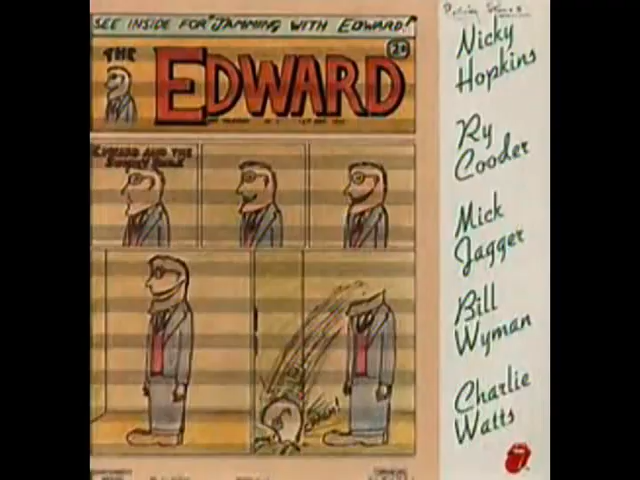 SEE INSIDE FOR "JAMMING WITH EDWARD!"
THE
EDWARD
EDWARD AND THE
Nicky
Hopkins
Ry
Cooder
Mick
Jagger
Bill
Wyman
Charlie
Watts